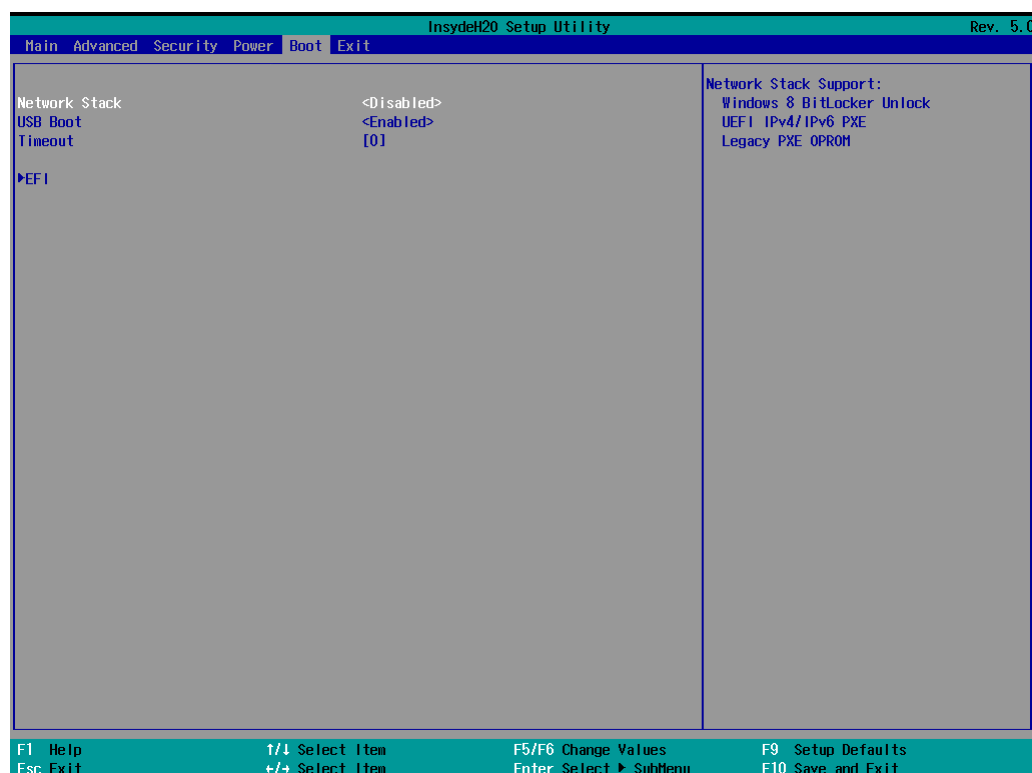 InsydeH20 Setup Utility Rev. 5.0
Main Advanced Security Power Boot Exit
Network Stack <Disabled>
USB Boot <Enabled>
Timeout [0]
▶EFI
Network Stack Support:
Windows 8 BitLocker Unlock
UEFI IPv4/IPv6 PXE
Legacy PXE OPROM
F1 Help ↑/↓ Select Item F5/F6 Change Values F9 Setup Defaults
Esc Exit ←/→ Select Item Enter Select ▶ SubMenu F10 Save and Exit